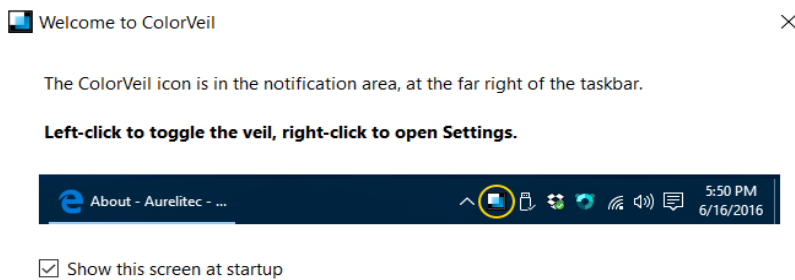 Welcome to ColorVeil
The ColorVeil icon is in the notification area, at the far right of the taskbar.
Left-click to toggle the veil, right-click to open Settings.
About - Aurelitec - ...
5:50 PM
6/16/2016
Show this screen at startup